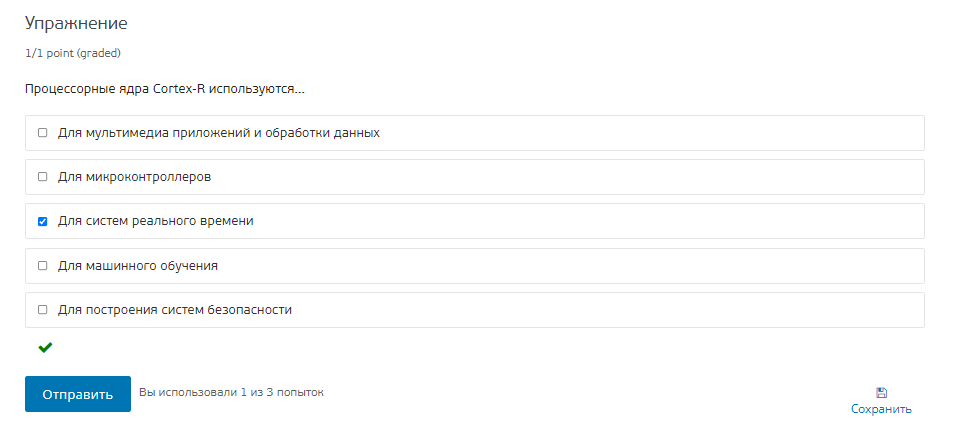 Упражнение
1/1 point (graded)
Процессорные ядра Cortex-R используются...
Для мультимедиа приложений и обработки данных
Для микроконтроллеров
Для систем реального времени
Для машинного обучения
Для построения систем безопасности
Отправить
Вы использовали 1 из 3 попыток
Сохранить